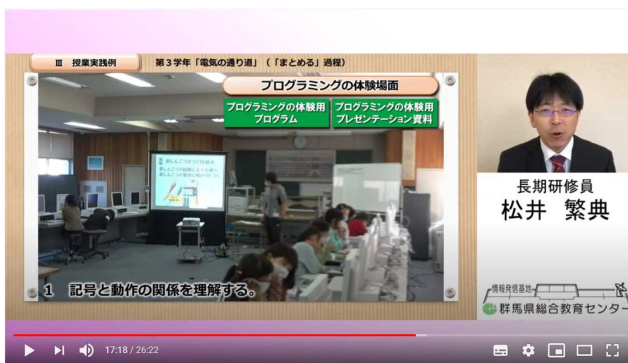 Ⅲ 授業実践例
第3学年「電気の通り道」(「まとめる」過程)
プログラミングの体験場面
プログラミングの体験用
プログラム
プログラミングの体験用
プレゼンテーション資料
1 記号と動作の関係を理解する。
長期研修員
松井 繁典
情報発信基地
群馬県総合教育センター
17:18 / 26:22